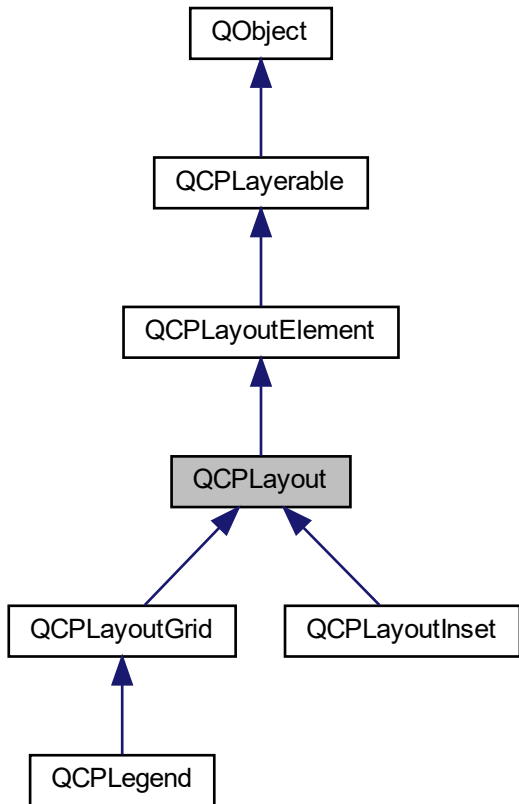 QObject
QCPLayerable
QCPLayoutElement
QCPLayout
QCPLayoutGrid
QCPLayoutInset
QCPLegend